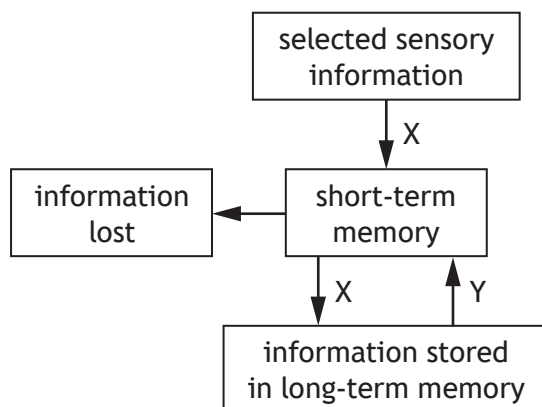 selected sensory
information
X
information
lost
short-term
memory
X
Y
information stored
in long-term memory